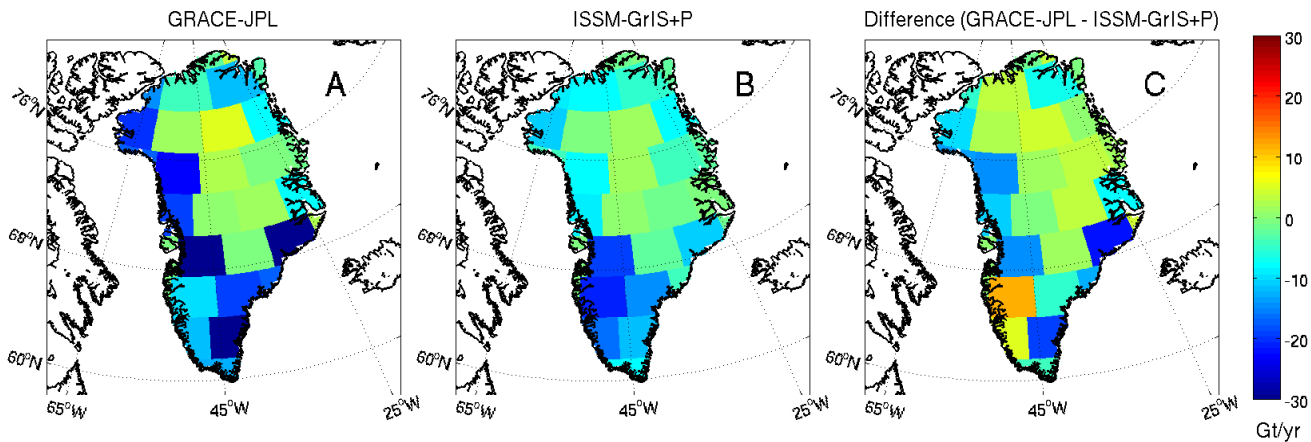 GRACE-JPL
ISSM-GrIS+P
Difference (GRACE-JPL - ISSM-GrIS+P)
A
B
C
76°N
68°N
60°N
65°W
45°W
25°W
76°N
68°N
60°N
65°W
45°W
25°W
76°N
68°N
60°N
65°W
45°W
25°W
30
20
10
0
-10
-20
-30
Gt/yr